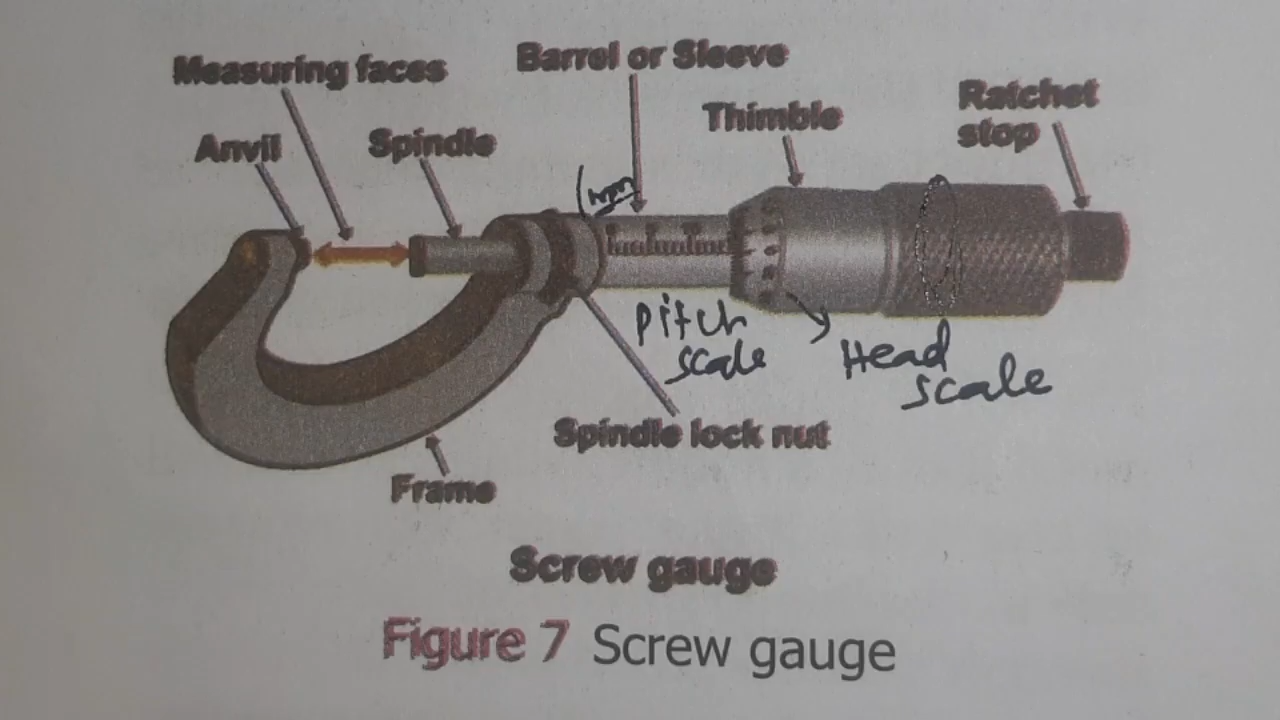 Measuring faces
Barrel or Sleeve
Ratchet
stop
Thimble
Anvil
Spindle
Pitch
scale
Head
scale
Spindle lock nut
Frame
Screw gauge
Figure 7 Screw gauge